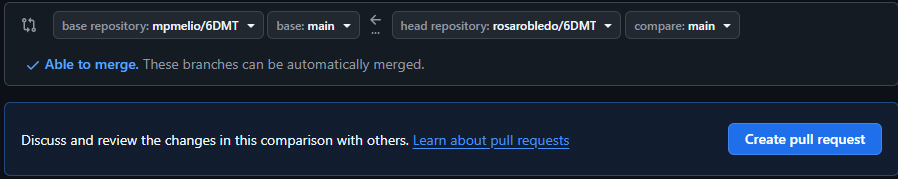 base repository: mpmelio/6DMT base: main ... head repository: rosarobledo/6DMT compare: main
Able to merge. These branches can be automatically merged.
Discuss and review the changes in this comparison with others. Learn about pull requests Create pull request